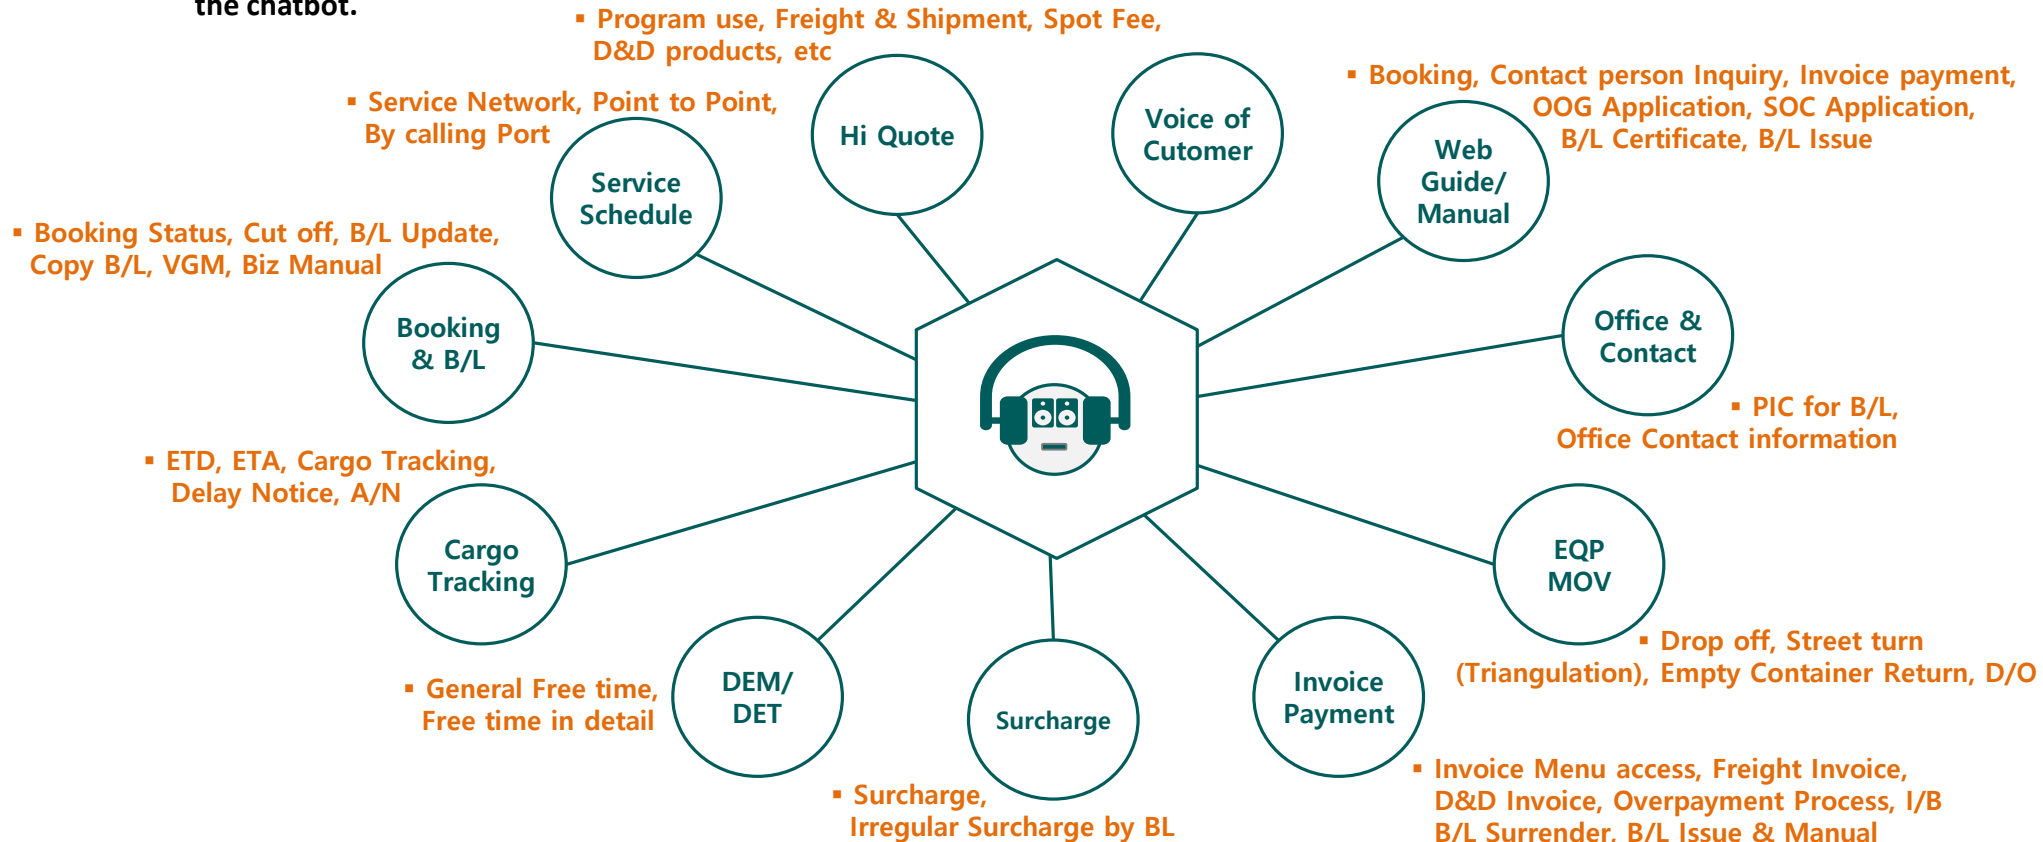 the chatbot.
▪ Program use, Freight & Shipment, Spot Fee,
D&D products, etc
Hi Quote
Voice of
Cutomer
▪ Booking, Contact person Inquiry, Invoice payment,
OOG Application, SOC Application,
B/L Certificate, B/L Issue
Web
Guide/
Manual
▪ Service Network, Point to Point,
By calling Port
Service
Schedule
▪ Booking Status, Cut off, B/L Update,
Copy B/L, VGM, Biz Manual
Booking
& B/L
Office &
Contact
▪ PIC for B/L,
Office Contact information
▪ ETD, ETA, Cargo Tracking,
Delay Notice, A/N
Cargo
Tracking
EQP
MOV
▪ Drop off, Street turn
(Triangulation), Empty Container Return, D/O
▪ General Free time,
Free time in detail
DEM/
DET
Surcharge
▪ Surcharge,
Irregular Surcharge by BL
Invoice
Payment
▪ Invoice Menu access, Freight Invoice,
D&D Invoice, Overpayment Process, I/B
B/L Surrender, B/L Issue & Manual